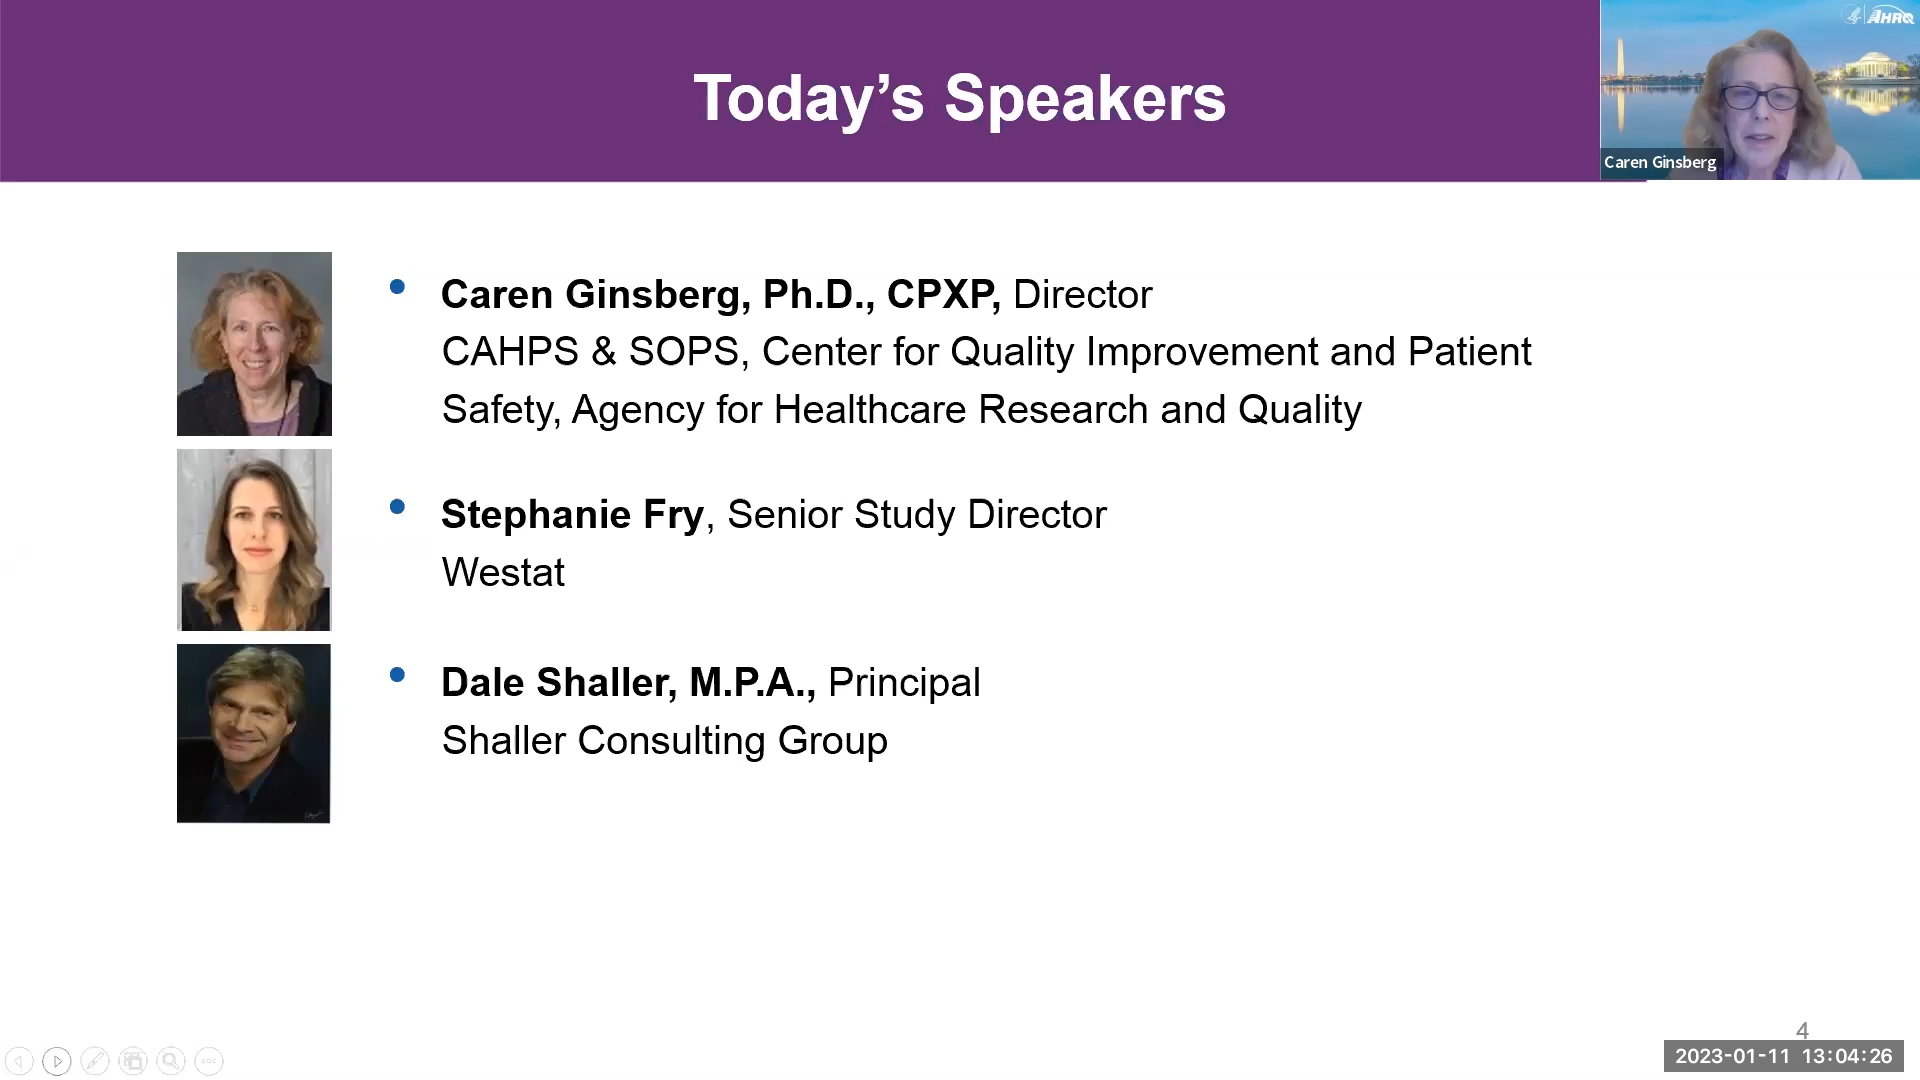 Today’s Speakers
AHRQ
Caren Ginsberg
• Caren Ginsberg, Ph.D., CPXP, Director
CAHPS & SOPS, Center for Quality Improvement and Patient
Safety, Agency for Healthcare Research and Quality
• Stephanie Fry, Senior Study Director
Westat
• Dale Shaller, M.P.A., Principal
Shaller Consulting Group
4
2023-01-11 13:04:26